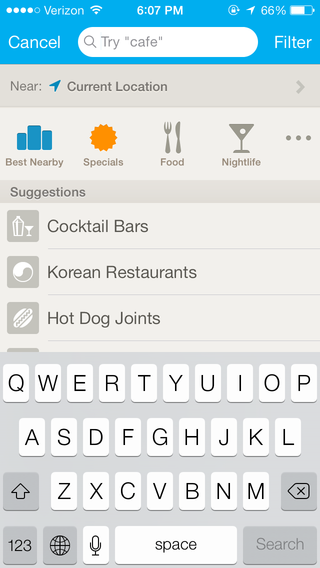 Verizon 6:07 PM 66%
Cancel Try "cafe" Filter
Near: Current Location
Best Nearby Specials Food Nightlife
Suggestions
Cocktail Bars
Korean Restaurants
Hot Dog Joints
Q W E R T Y U I O P
A S D F G H J K L
Z X C V B N M
123 space Search